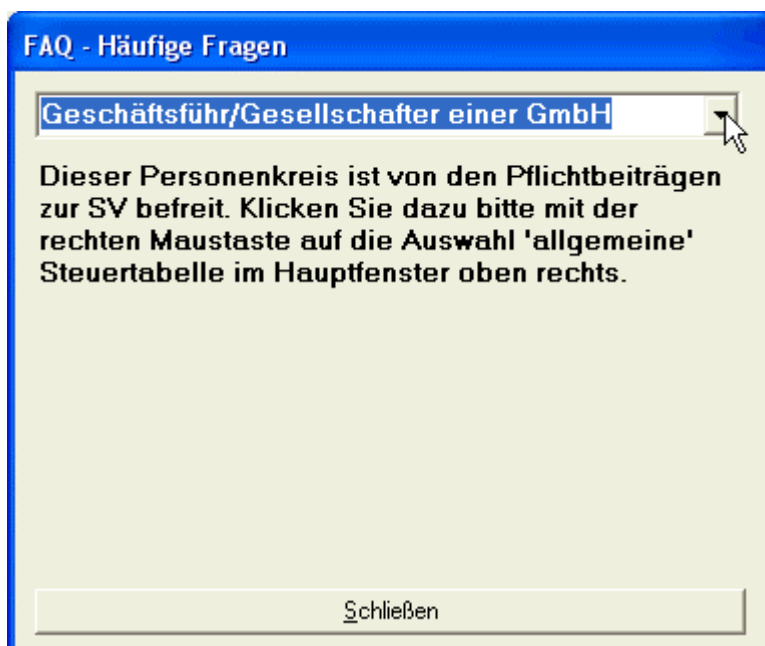 FAQ - Häufige Fragen
Geschäftsführ/Gesellschafter einer GmbH
Dieser Personenkreis ist von den Pflichtbeiträgen
zur SV befreit. Klicken Sie dazu bitte mit der
rechten Maustaste auf die Auswahl 'allgemeine'
Steuertabelle im Hauptfenster oben rechts.
Schließen